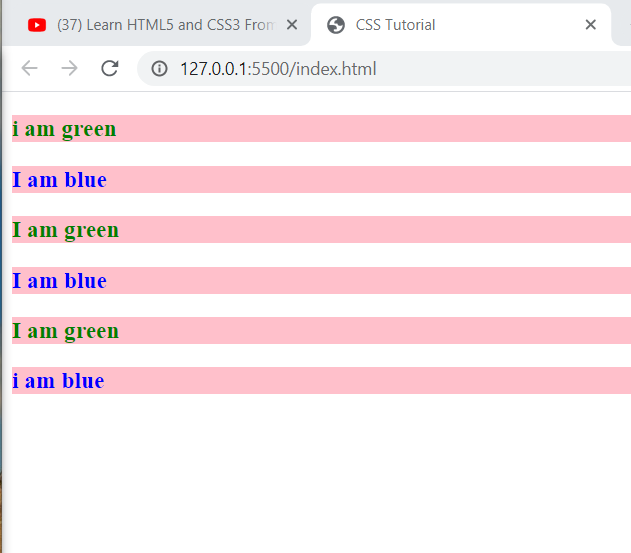 (37) Learn HTML5 and CSS3 From
CSS Tutorial
127.0.0.1:5500/index.html
i am green
I am blue
I am green
I am blue
I am green
i am blue